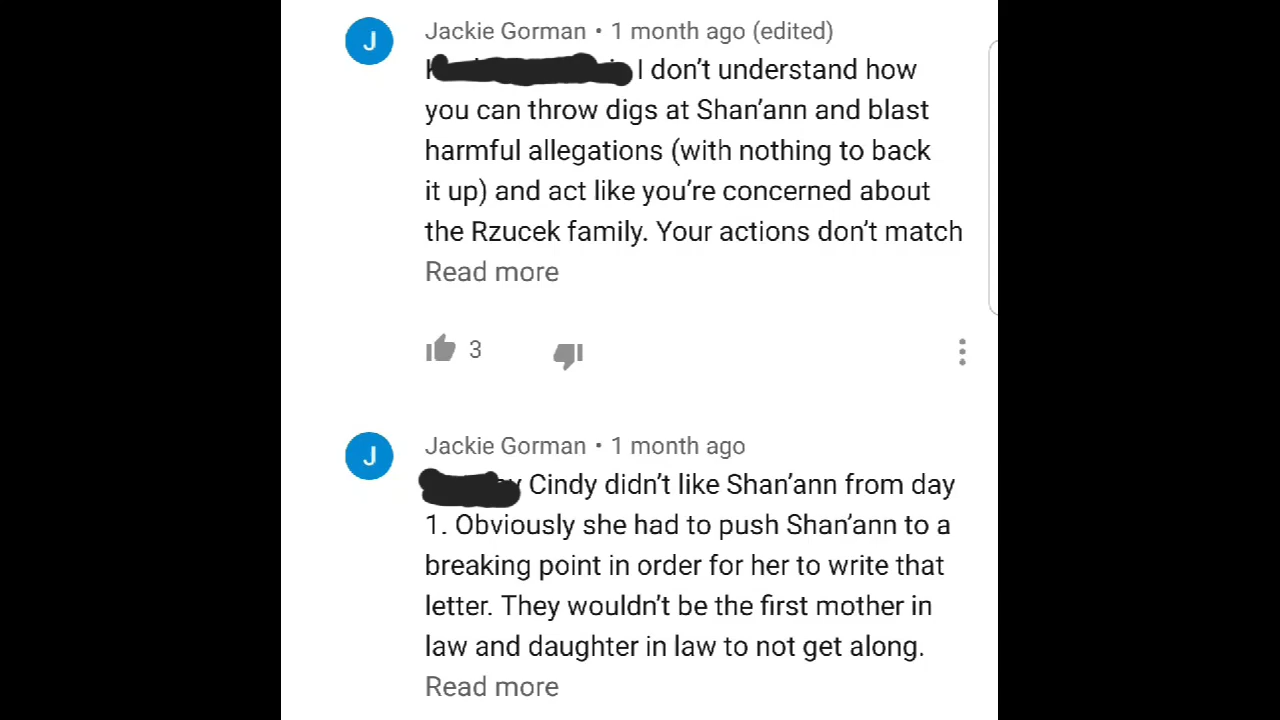 J
Jackie Gorman • 1 month ago (edited)
I don't understand how
you can throw digs at Shan'ann and blast
harmful allegations (with nothing to back
it up) and act like you're concerned about
the Rzucek family. Your actions don't match
Read more
3
J
Jackie Gorman • 1 month ago
Cindy didn't like Shan'ann from day
1. Obviously she had to push Shan'ann to a
breaking point in order for her to write that
letter. They wouldn't be the first mother in
law and daughter in law to not get along.
Read more